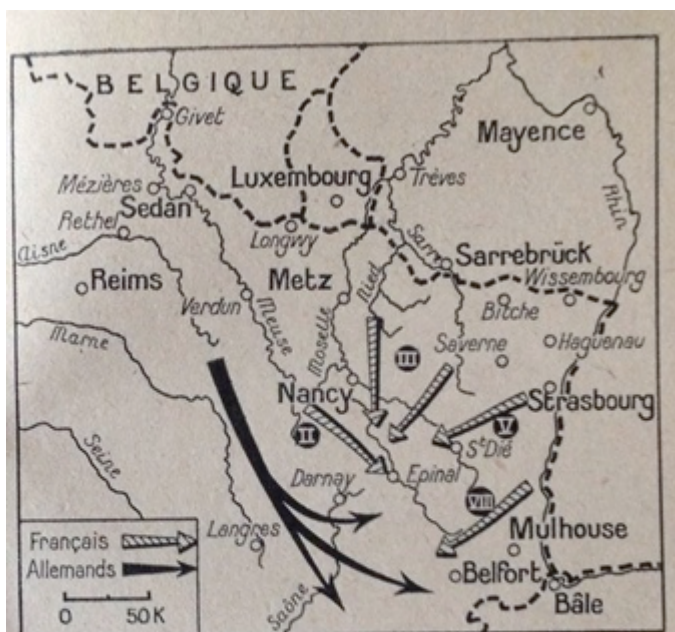 BELGIQUE
Givet
Mayence
Mézières
Sedan
Luxembourg
Trèves
Rhin
Rethel
Longwy
Sarre
Sarrebrück
Aisne
Reims
Metz
Nied
Wissembourg
Verdun
Meuse
Bitche
Marne
Moselle
III
Saverne
Haguenau
Nancy
Strasbourg
II
V
St Dié
Seine
Darnay
Epinal
VIII
Langres
Mulhouse
Belfort
Bâle
Saône
Français
Allemands
0 50K